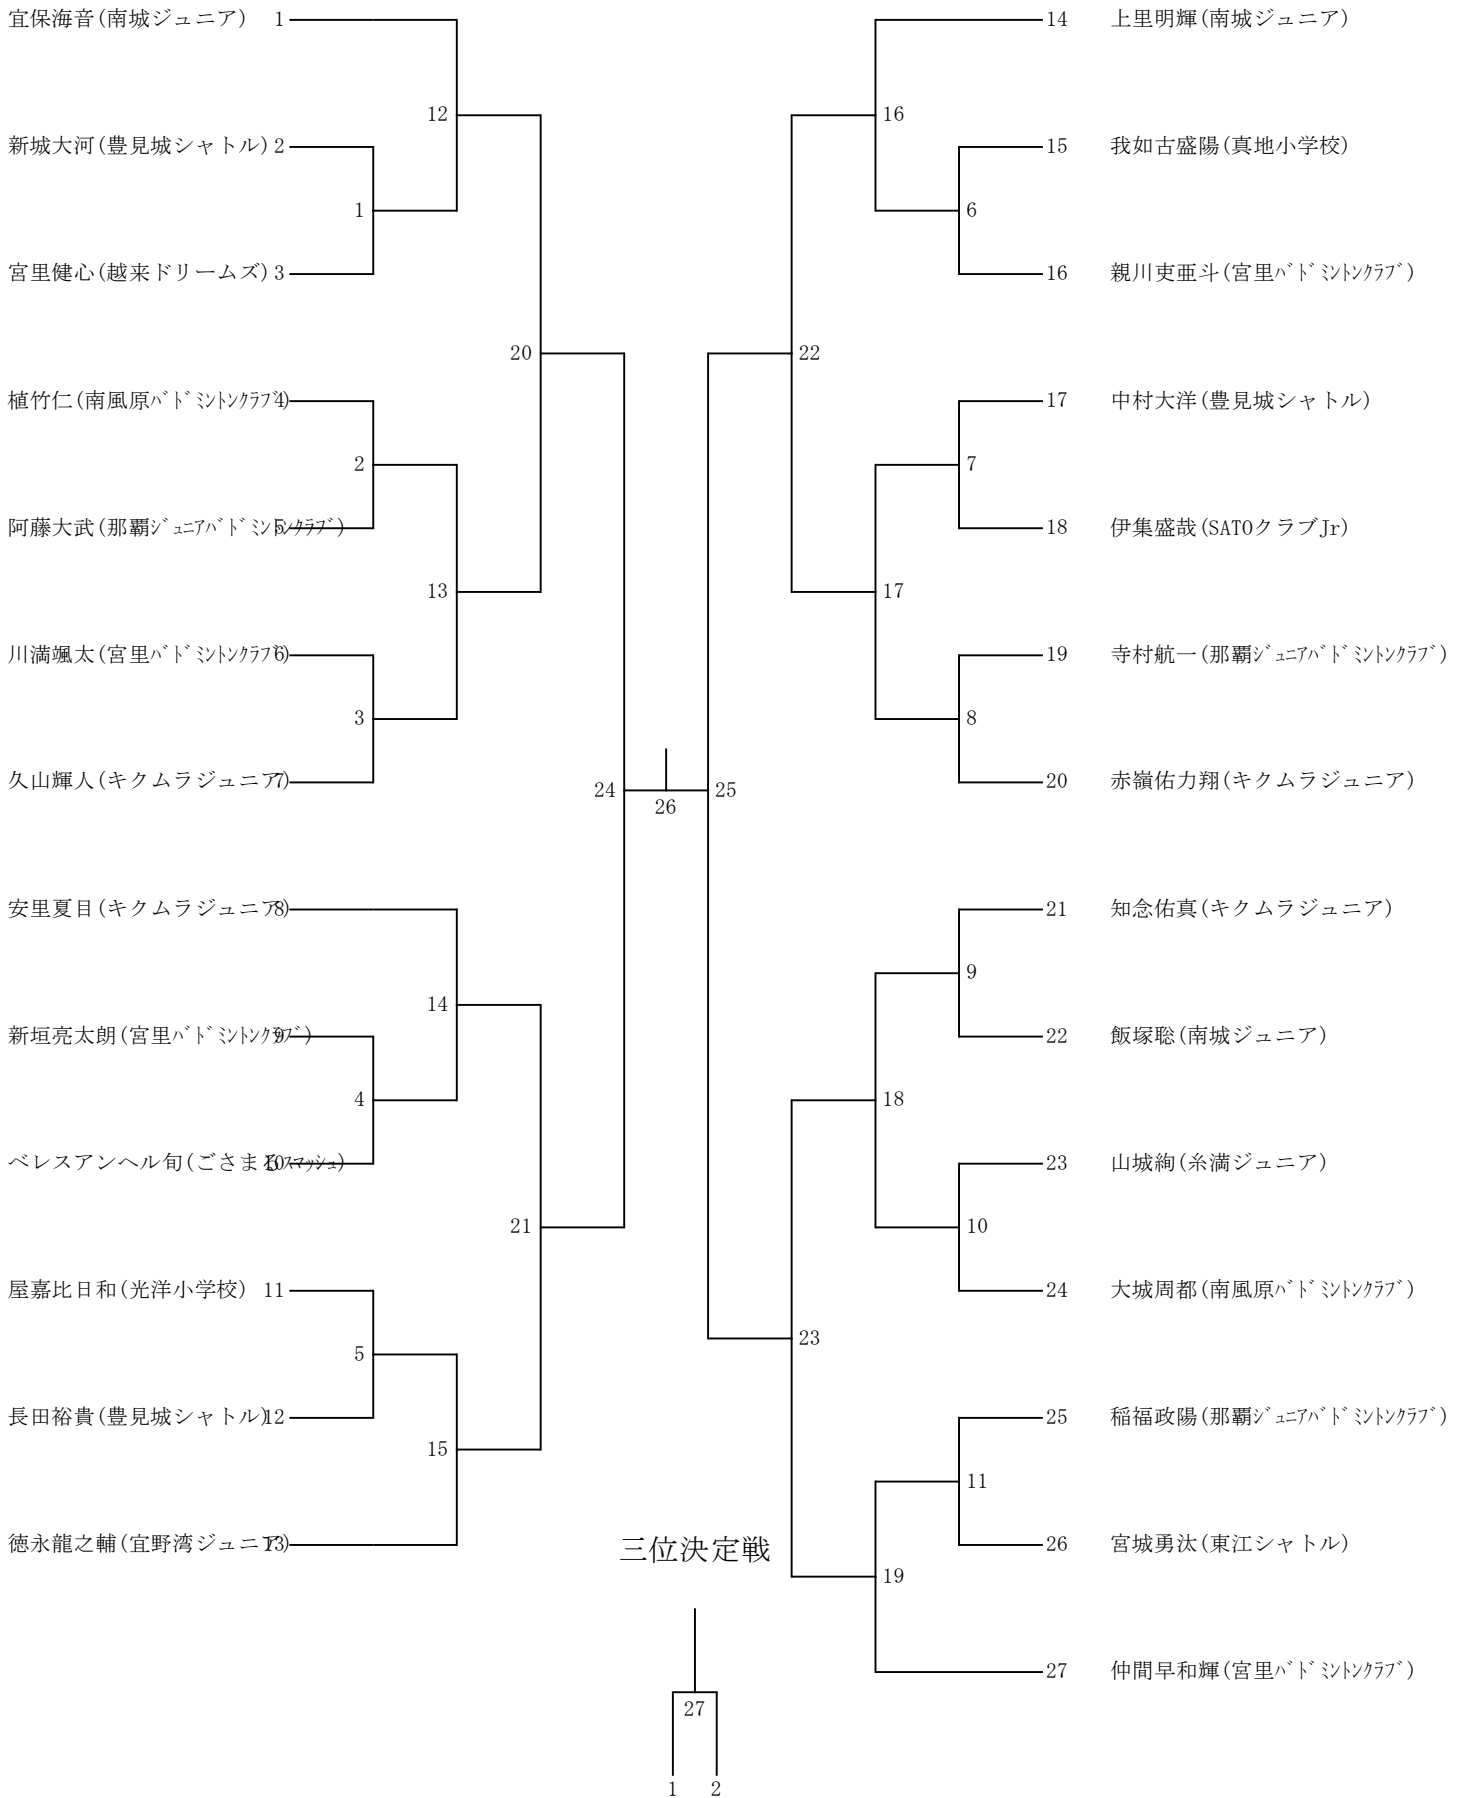 宜保海音(南城ジュニア) 1
12
新城大河(豊見城シャトル) 2
1
宮里健心(越来ドリームズ) 3
20
植竹仁(南風原ﾊﾞﾄﾞﾐﾝﾄﾝｸﾗﾌﾞ) 4
2
阿藤大武(那覇ｼﾞｭﾆｱﾊﾞﾄﾞﾐﾝﾄﾝｸﾗﾌﾞ) 5
13
川満颯太(宮里ﾊﾞﾄﾞﾐﾝﾄﾝｸﾗﾌﾞ) 6
3
久山輝人(キクムラジュニア) 7
24
26
25
安里夏目(キクムラジュニア) 8
14
新垣亮太朗(宮里ﾊﾞﾄﾞﾐﾝﾄﾝｸﾗﾌﾞ) 9
4
ベレスアンヘル旬(ごさまるｽﾏｯｼｭ) 10
21
屋嘉比日和(光洋小学校) 11
5
長田裕貴(豊見城シャトル) 12
15
徳永龍之輔(宜野湾ジュニア) 13
14 上里明輝(南城ジュニア)
16
15 我如古盛陽(真地小学校)
6
16 親川吏亜斗(宮里ﾊﾞﾄﾞﾐﾝﾄﾝｸﾗﾌﾞ)
22
17 中村大洋(豊見城シャトル)
7
18 伊集盛哉(SATOクラブJr)
17
19 寺村航一(那覇ｼﾞｭﾆｱﾊﾞﾄﾞﾐﾝﾄﾝｸﾗﾌﾞ)
8
20 赤嶺佑力翔(キクムラジュニア)
21 知念佑真(キクムラジュニア)
9
22 飯塚聡(南城ジュニア)
18
23 山城絢(糸満ジュニア)
10
24 大城周都(南風原ﾊﾞﾄﾞﾐﾝﾄﾝｸﾗﾌﾞ)
23
25 稲福政陽(那覇ｼﾞｭﾆｱﾊﾞﾄﾞﾐﾝﾄﾝｸﾗﾌﾞ)
11
26 宮城勇汰(東江シャトル)
19
27 仲間早和輝(宮里ﾊﾞﾄﾞﾐﾝﾄﾝｸﾗﾌﾞ)
三位決定戦
27
1 2